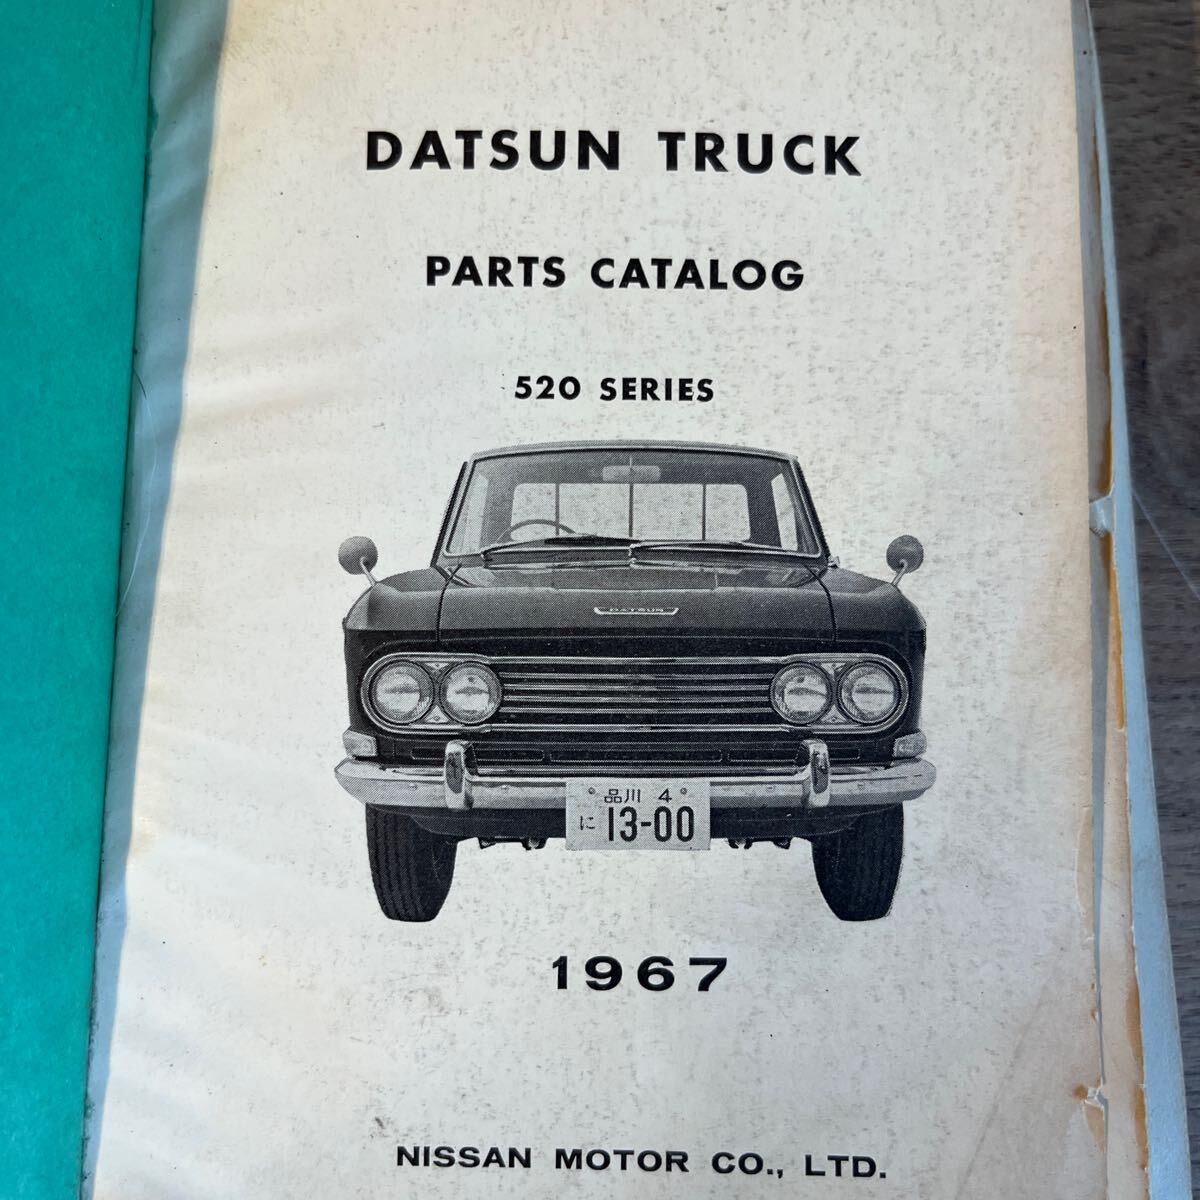 DATSUN TRUCK
PARTS CATALOG
520 SERIES
DATSUN
品川 4
に 13-00
1967
NISSAN MOTOR CO., LTD.